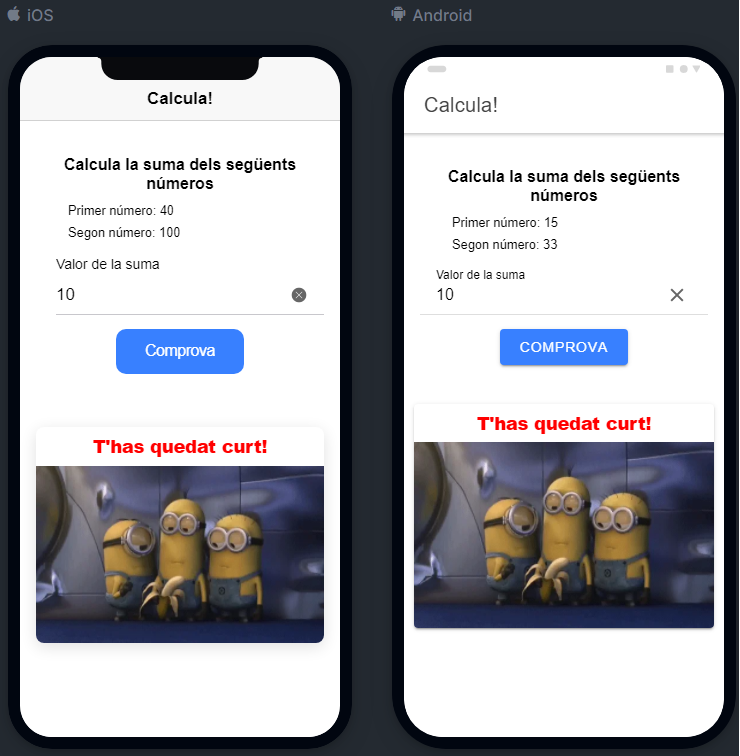 iOS
Calcula!
Calcula la suma dels següents
números
Primer número: 40
Segon número: 100
Valor de la suma
10
Comprova
T'has quedat curt!
Android
Calcula!
Calcula la suma dels següents
números
Primer número: 15
Segon número: 33
Valor de la suma
10
COMPROVA
T'has quedat curt!